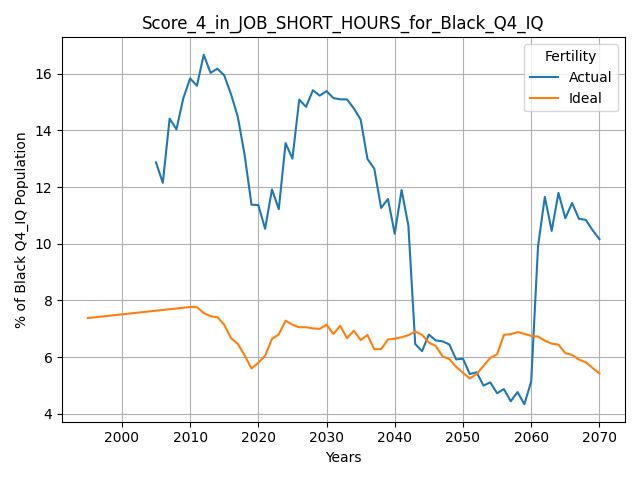 Score_4_in_JOB_SHORT_HOURS_for_Black_Q4_IQ
Fertility
Actual
Ideal
% of Black Q4_IQ Population
16
14
12
10
8
6
4
2000 2010 2020 2030 2040 2050 2060 2070
Years